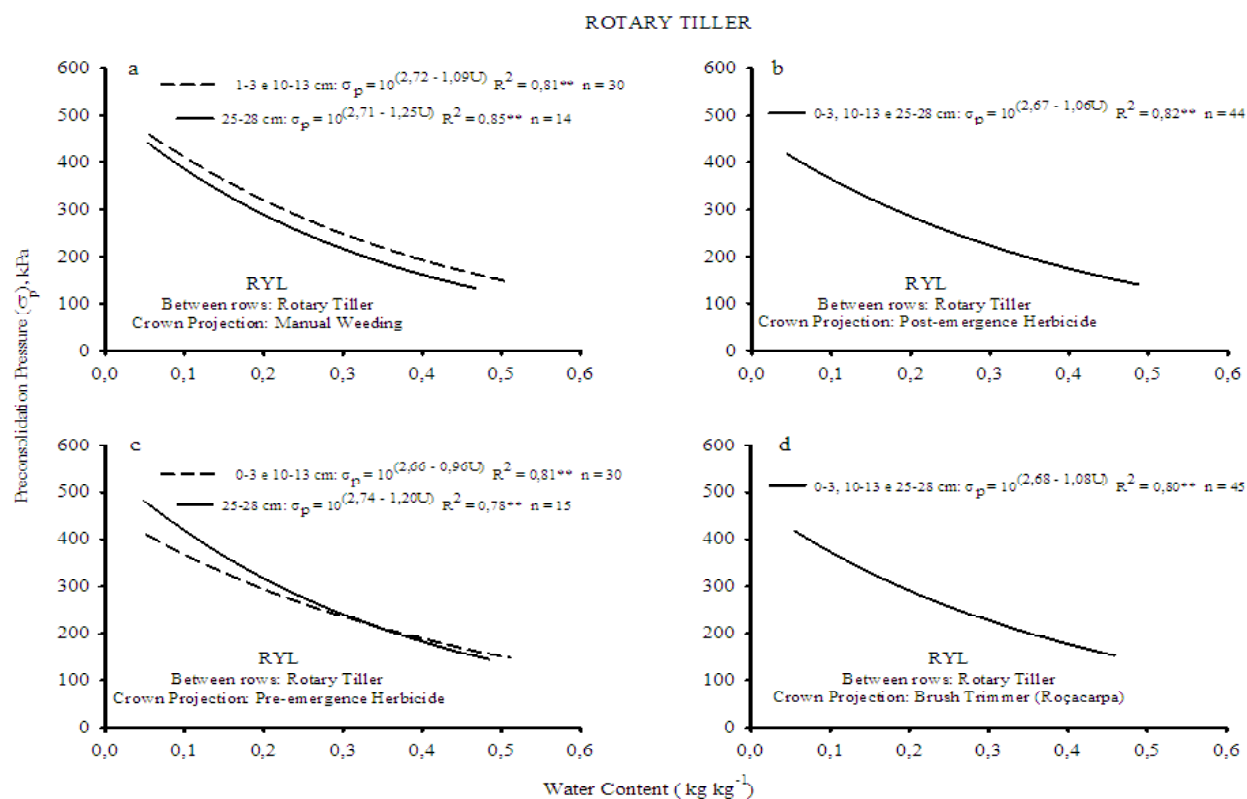 ROTARY TILLER
a
1-3 e 10-13 cm: σp = 10^(2,72 - 1,09U) R^2 = 0,81** n = 30
25-28 cm: σp = 10^(2,71 - 1,25U) R^2 = 0,85** n = 14
600
500
400
300
200
100
0
RYL
Between rows: Rotary Tiller
Crown Projection: Manual Weeding
0,0 0,1 0,2 0,3 0,4 0,5 0,6
b
0-3, 10-13 e 25-28 cm: σp = 10^(2,67 - 1,06U) R^2 = 0,82** n = 44
600
500
400
300
200
100
0
RYL
Between rows: Rotary Tiller
Crown Projection: Post-emergence Herbicide
0,0 0,1 0,2 0,3 0,4 0,5 0,6
Preconsolidation Pressure (σp), kPa
c
0-3 e 10-13 cm: σp = 10^(2,66 - 0,96U) R^2 = 0,81** n = 30
25-28 cm: σp = 10^(2,74 - 1,20U) R^2 = 0,78** n = 15
600
500
400
300
200
100
0
RYL
Between rows: Rotary Tiller
Crown Projection: Pre-emergence Herbicide
0,0 0,1 0,2 0,3 0,4 0,5 0,6
d
0-3, 10-13 e 25-28 cm: σp = 10^(2,68 - 1,08U) R^2 = 0,80** n = 45
600
500
400
300
200
100
0
RYL
Between rows: Rotary Tiller
Crown Projection: Brush Trimmer (Roçacarpa)
0,0 0,1 0,2 0,3 0,4 0,5 0,6
Water Content ( kg kg^-1)